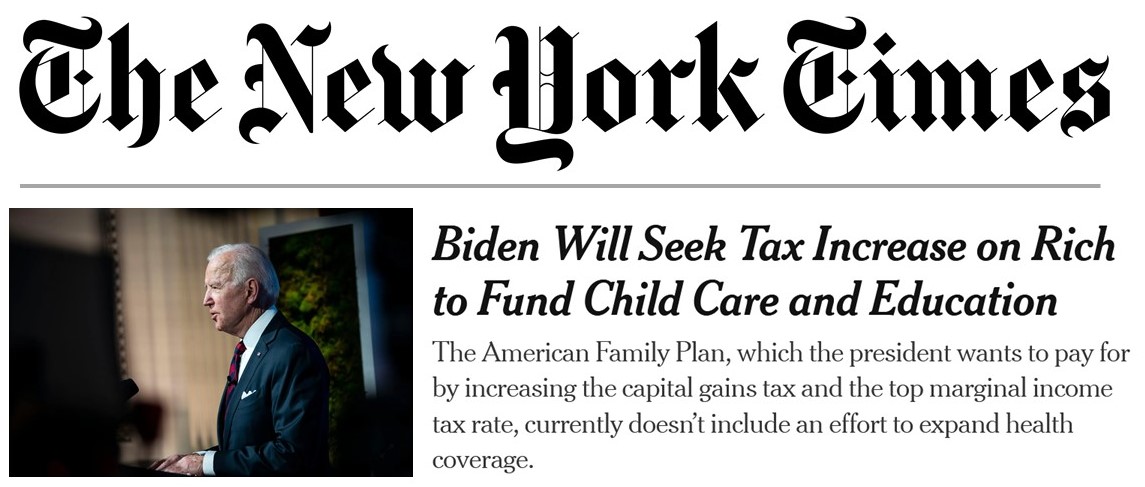 The New York Times
Biden Will Seek Tax Increase on Rich
to Fund Child Care and Education
The American Family Plan, which the president wants to pay for
by increasing the capital gains tax and the top marginal income
tax rate, currently doesn’t include an effort to expand health
coverage.